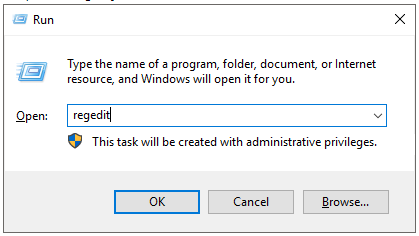 Run
Type the name of a program, folder, document, or Internet
resource, and Windows will open it for you.
Open:
regedit
This task will be created with administrative privileges.
OK
Cancel
Browse...